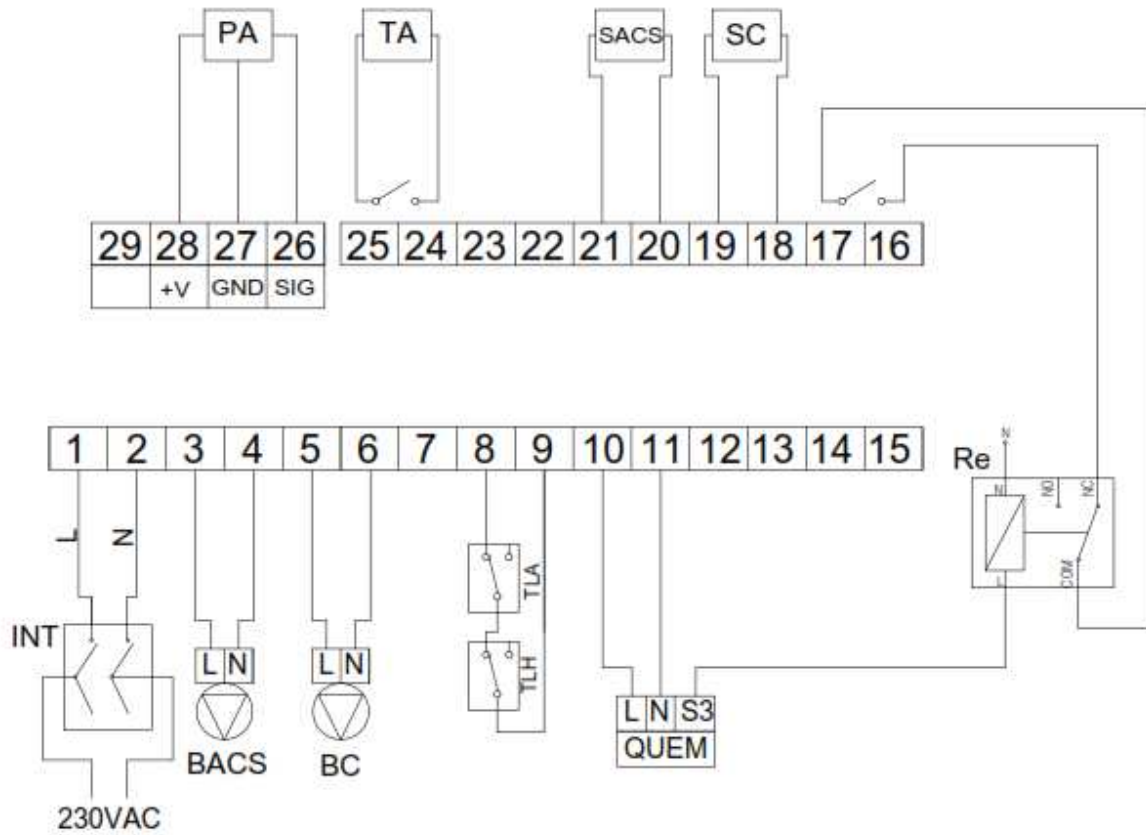 PA TA SACS SC
29 28 27 26 25 24 23 22 21 20 19 18 17 16
+V GND SIG
1 2 3 4 5 6 7 8 9 10 11 12 13 14 15
N
Re
N NO NC
L N
TLA
L COM
INT
L N L N
TLH
L N S3
BACS BC QUEM
230VAC